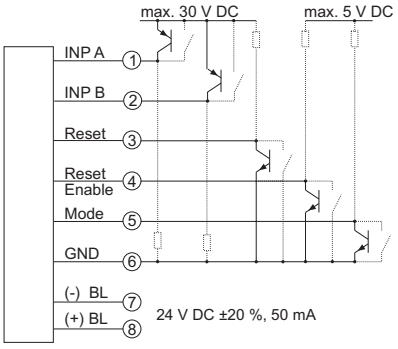 max. 30 V DC
max. 5 V DC
INP A 1
INP B 2
Reset 3
Reset
Enable 4
Mode 5
GND 6
(-) BL 7
(+) BL 8
24 V DC ±20 %, 50 mA